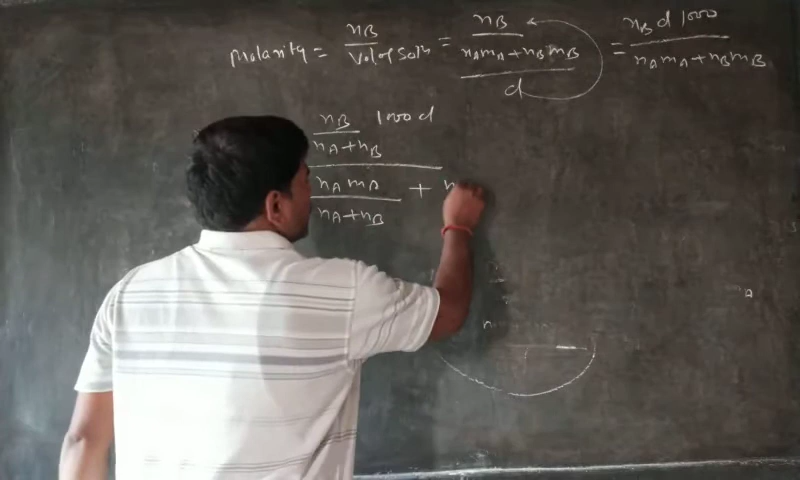 molarity = nB / Vol of Soln = nB / ((nAmA + nBmB) / d) = nB d 1000 / (nAmA + nBmB)
nB / (nA + nB) 1000 d
nAmA / (nA + nB) + n